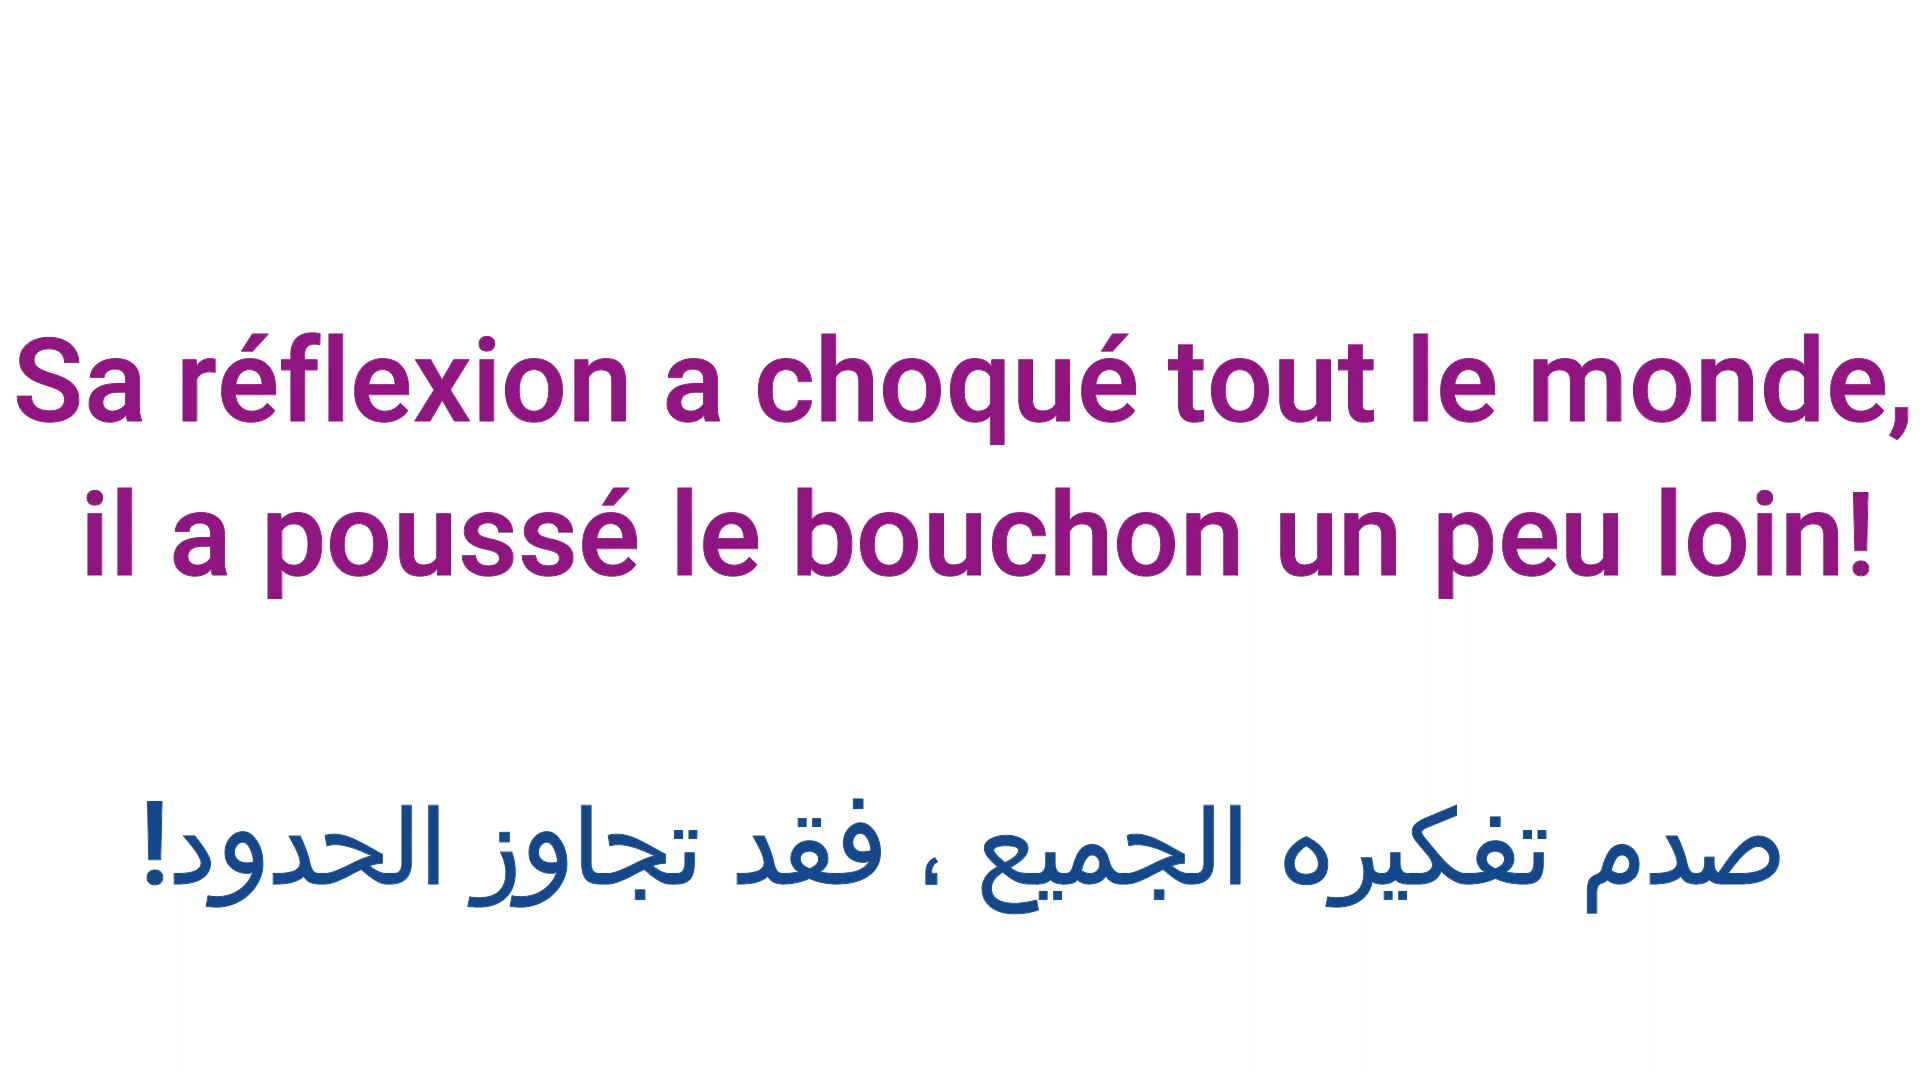 Sa réflexion a choqué tout le monde,
il a poussé le bouchon un peu loin!
صدم تفكيره الجميع ، فقد تجاوز الحدود!